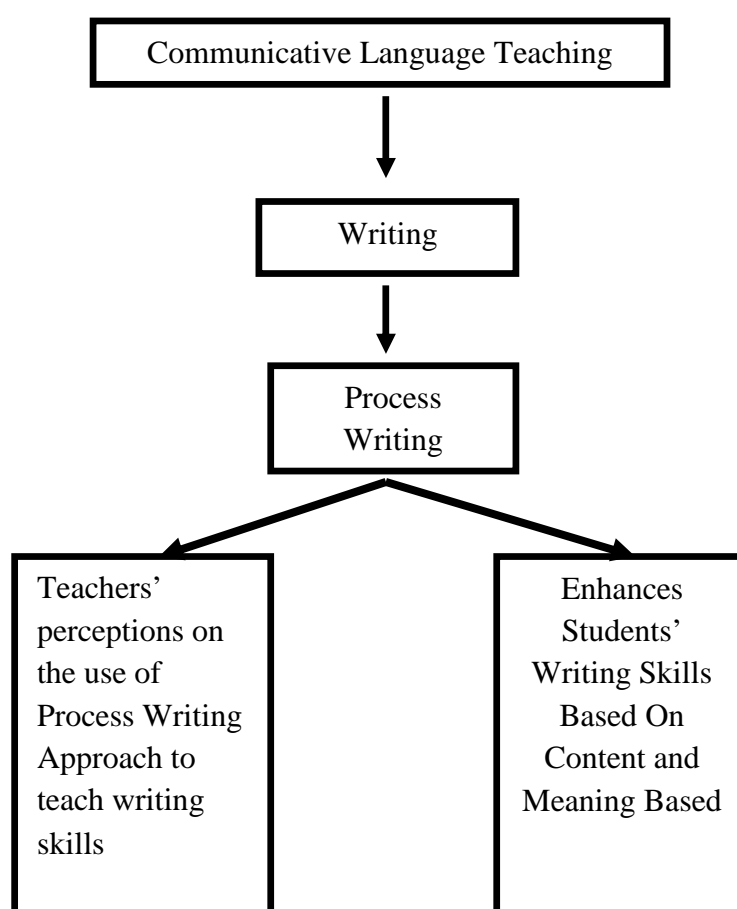 Communicative Language Teaching
Writing
Process
Writing
Teachers’
perceptions on
the use of
Process Writing
Approach to
teach writing
skills
Enhances
Students’
Writing Skills
Based On
Content and
Meaning Based